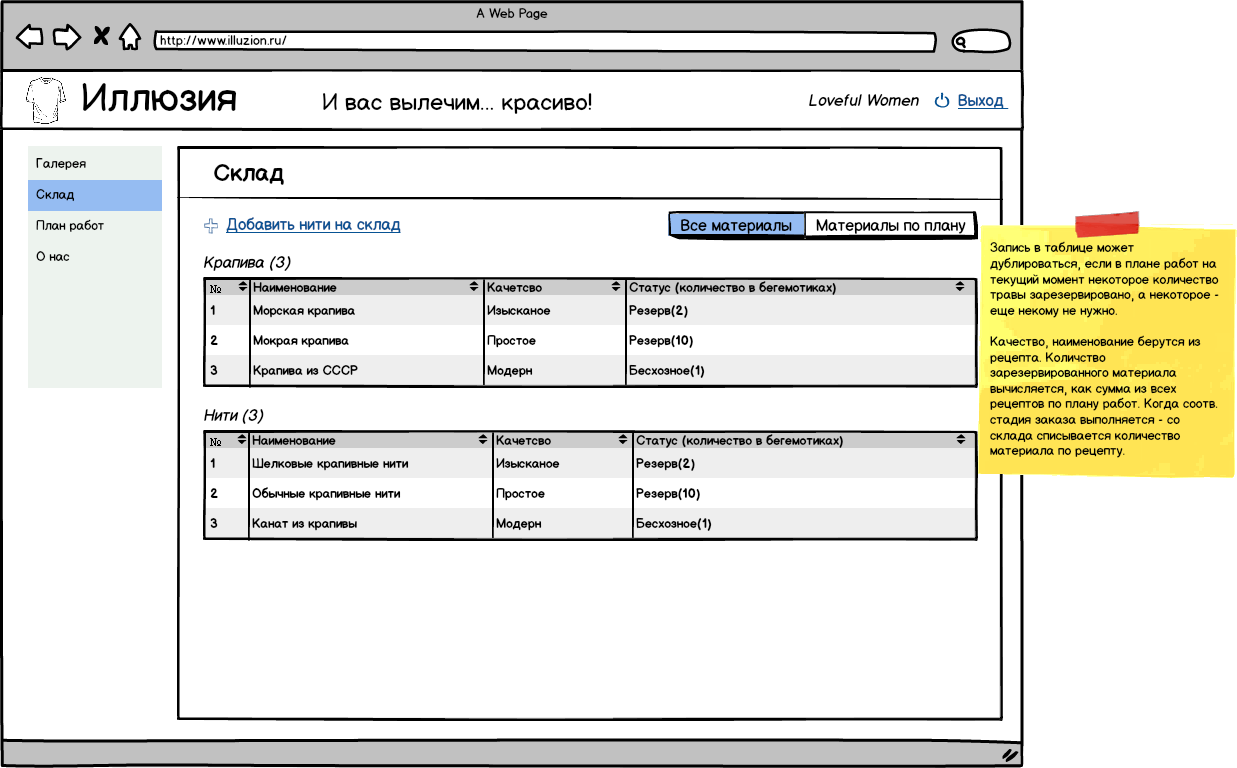 A Web Page
http://www.illuzion.ru/
Иллюзия
И вас вылечим... красиво!
Loveful Women
Выход
Галерея
Склад
План работ
О нас
Склад
Добавить нити на склад
Все материалы
Материалы по плану
Крапива (3)
№ Наименование Качетсво Статус (количество в бегемотиках)
1 Морская крапива Изысканое Резерв(2)
2 Мокрая крапива Простое Резерв(10)
3 Крапива из СССР Модерн Бесхозное(1)
Нити (3)
№ Наименование Качетсво Статус (количество в бегемотиках)
1 Шелковые крапивные нити Изысканое Резерв(2)
2 Обычные крапивные нити Простое Резерв(10)
3 Канат из крапивы Модерн Бесхозное(1)
Запись в таблице может
дублироваться, если в плане работ на
текущий момент некоторое количество
травы зарезервировано, а некоторое -
еще некому не нужно.
Качество, наименование берутся из
рецепта. Количство
зарезервированного материала
вычисляется, как сумма из всех
рецептов по плану работ. Когда соотв.
стадия заказа выполняется - со
склада списывается количество
материала по рецепту.